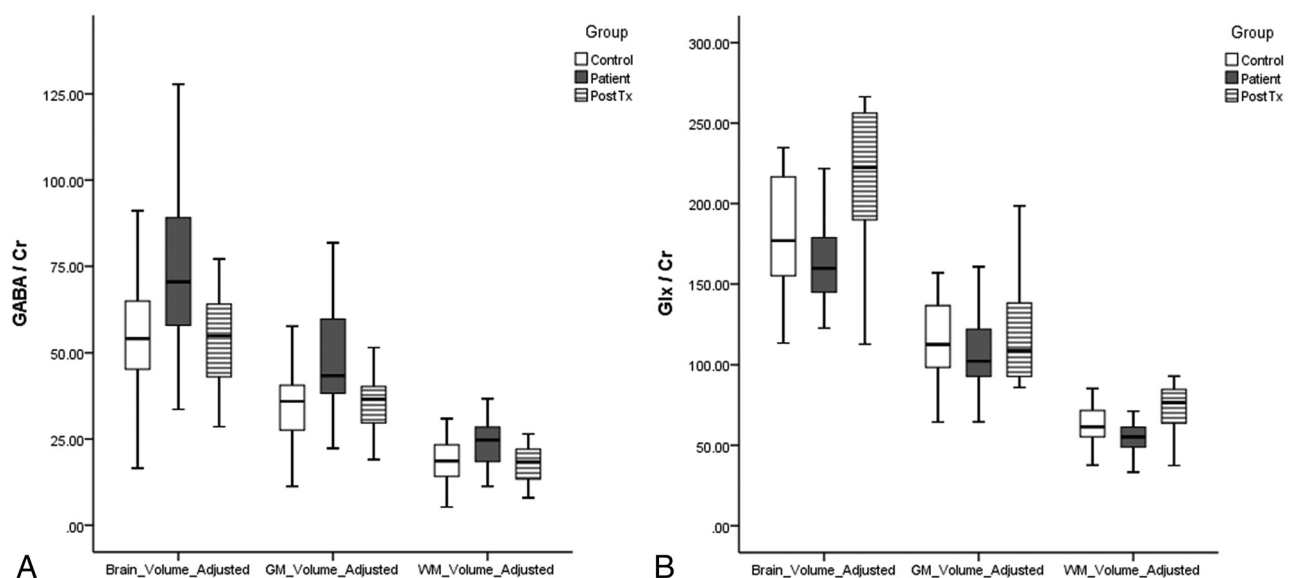 Group
Control
Patient
PostTx
125.00
100.00
75.00
50.00
25.00
.00
GABA / Cr
Brain_Volume_Adjusted GM_Volume_Adjusted WM_Volume_Adjusted
A
Group
Control
Patient
PostTx
300.00
250.00
200.00
150.00
100.00
50.00
.00
Glx / Cr
Brain_Volume_Adjusted GM_Volume_Adjusted WM_Volume_Adjusted
B